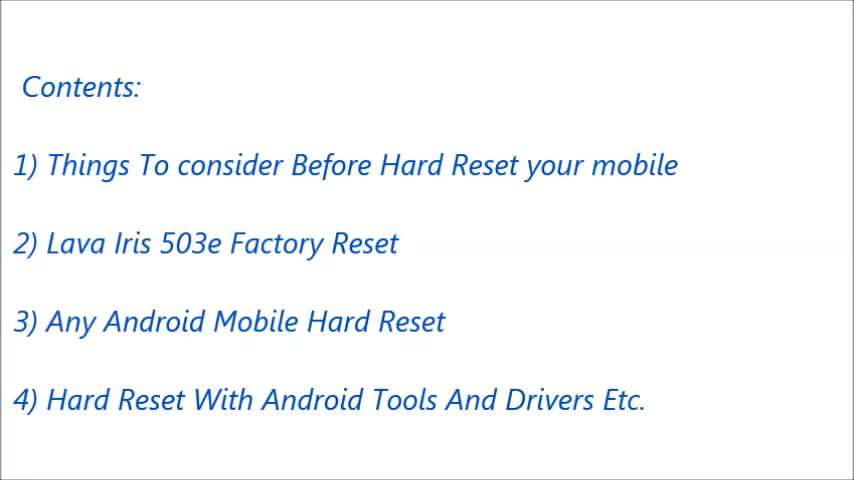 Contents:
1) Things To consider Before Hard Reset your mobile
2) Lava Iris 503e Factory Reset
3) Any Android Mobile Hard Reset
4) Hard Reset With Android Tools And Drivers Etc.